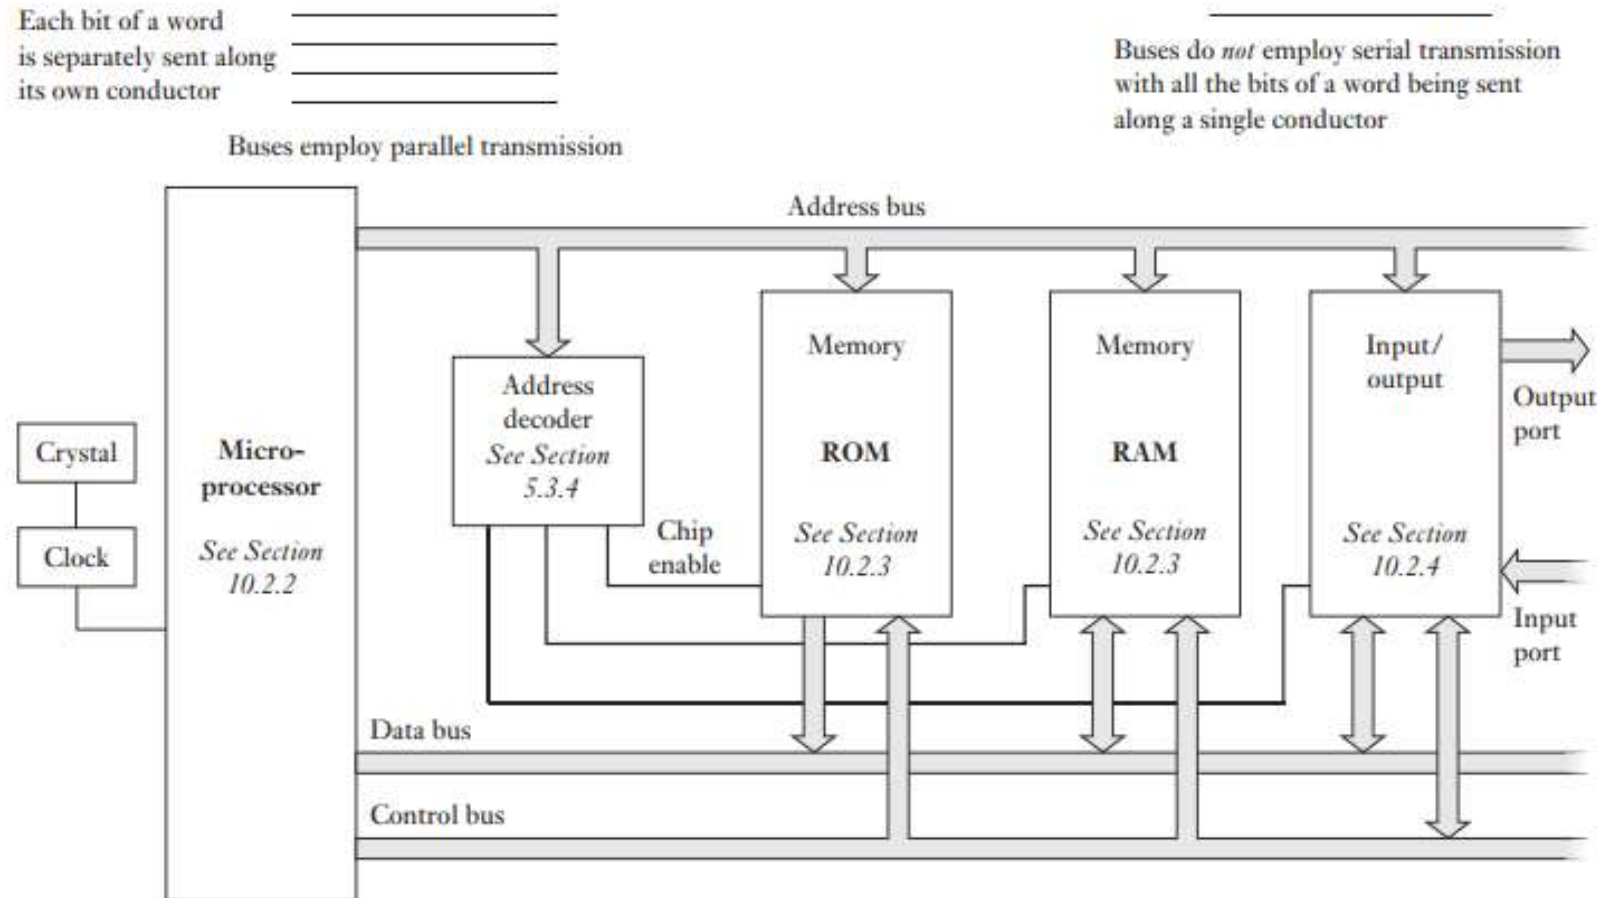 Each bit of a word
is separately sent along
its own conductor
Buses employ parallel transmission
Buses do not employ serial transmission
with all the bits of a word being sent
along a single conductor
Address bus
Crystal
Clock
Micro-
processor
See Section
10.2.2
Address
decoder
See Section
5.3.4
Chip
enable
Memory
ROM
See Section
10.2.3
Memory
RAM
See Section
10.2.3
Input/
output
See Section
10.2.4
Output
port
Input
port
Data bus
Control bus